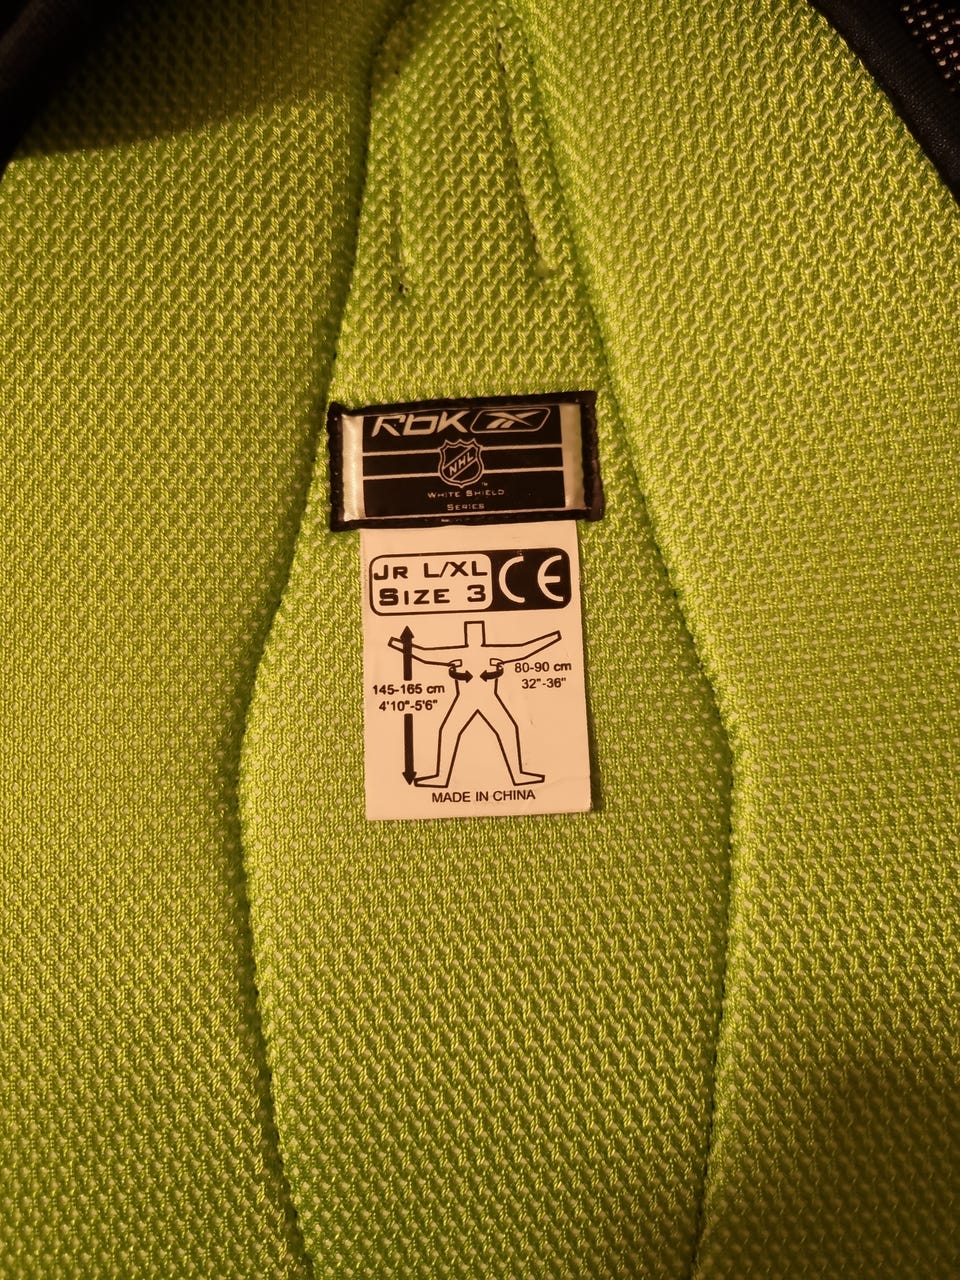 RBK
NHL
™
WHITE SHIELD
SERIES
JR L/XL
SIZE 3
CE
80-90 cm
32"-36"
145-165 cm
4'10"-5'6"
MADE IN CHINA